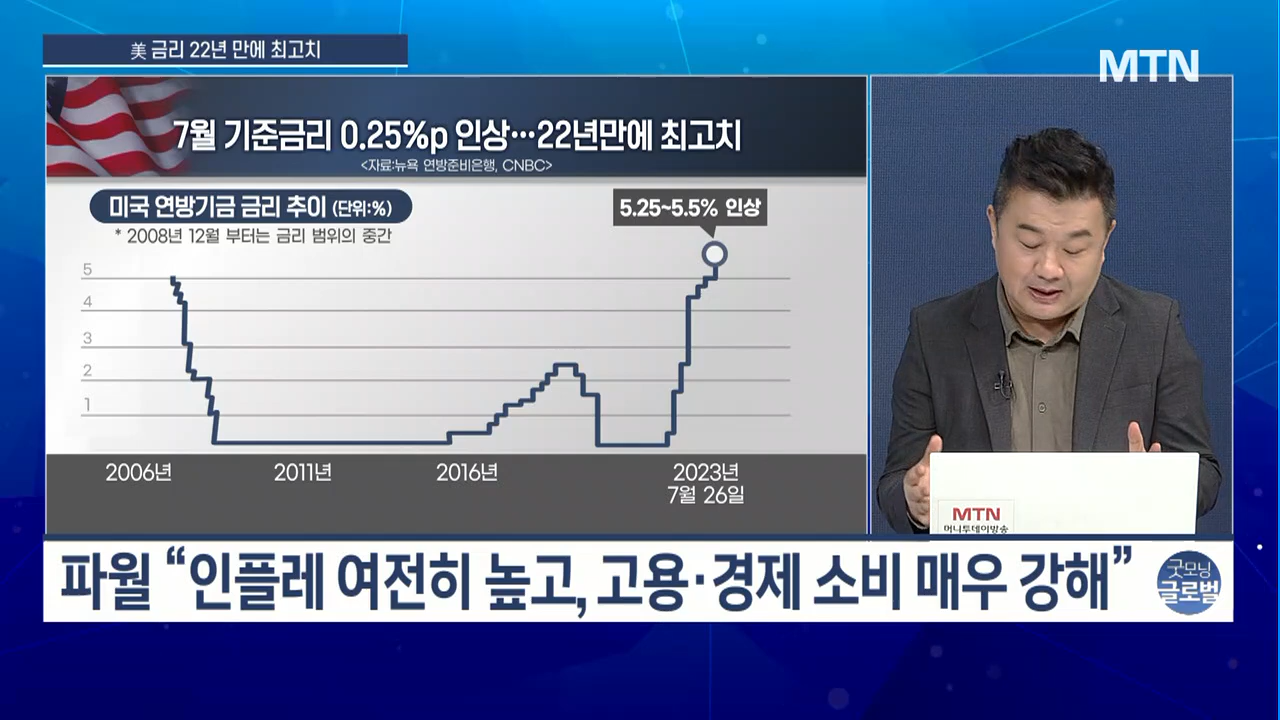 美 금리 22년 만에 최고치
MTN
7월 기준금리 0.25%p 인상…22년만에 최고치
<자료:뉴욕 연방준비은행, CNBC>
미국 연방기금 금리 추이 (단위:%)
* 2008년 12월 부터는 금리 범위의 중간
5.25~5.5% 인상
5
4
3
2
1
2006년
2011년
2016년
2023년
7월 26일
MTN
머니투데이방송
파월 “인플레 여전히 높고, 고용·경제 소비 매우 강해”
굿모닝
글로벌